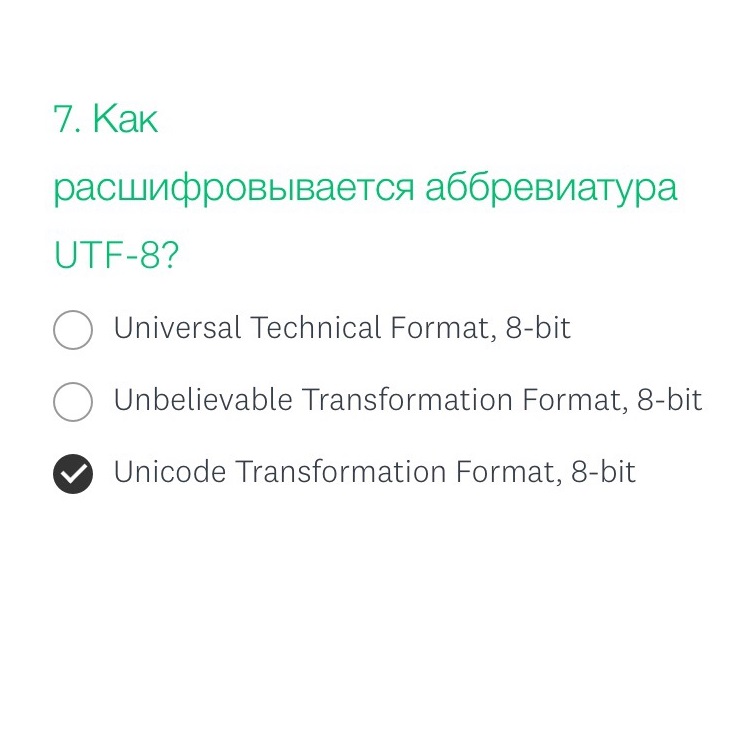 7. Как
расшифровывается аббревиатура
UTF-8?
Universal Technical Format, 8-bit
Unbelievable Transformation Format, 8-bit
Unicode Transformation Format, 8-bit